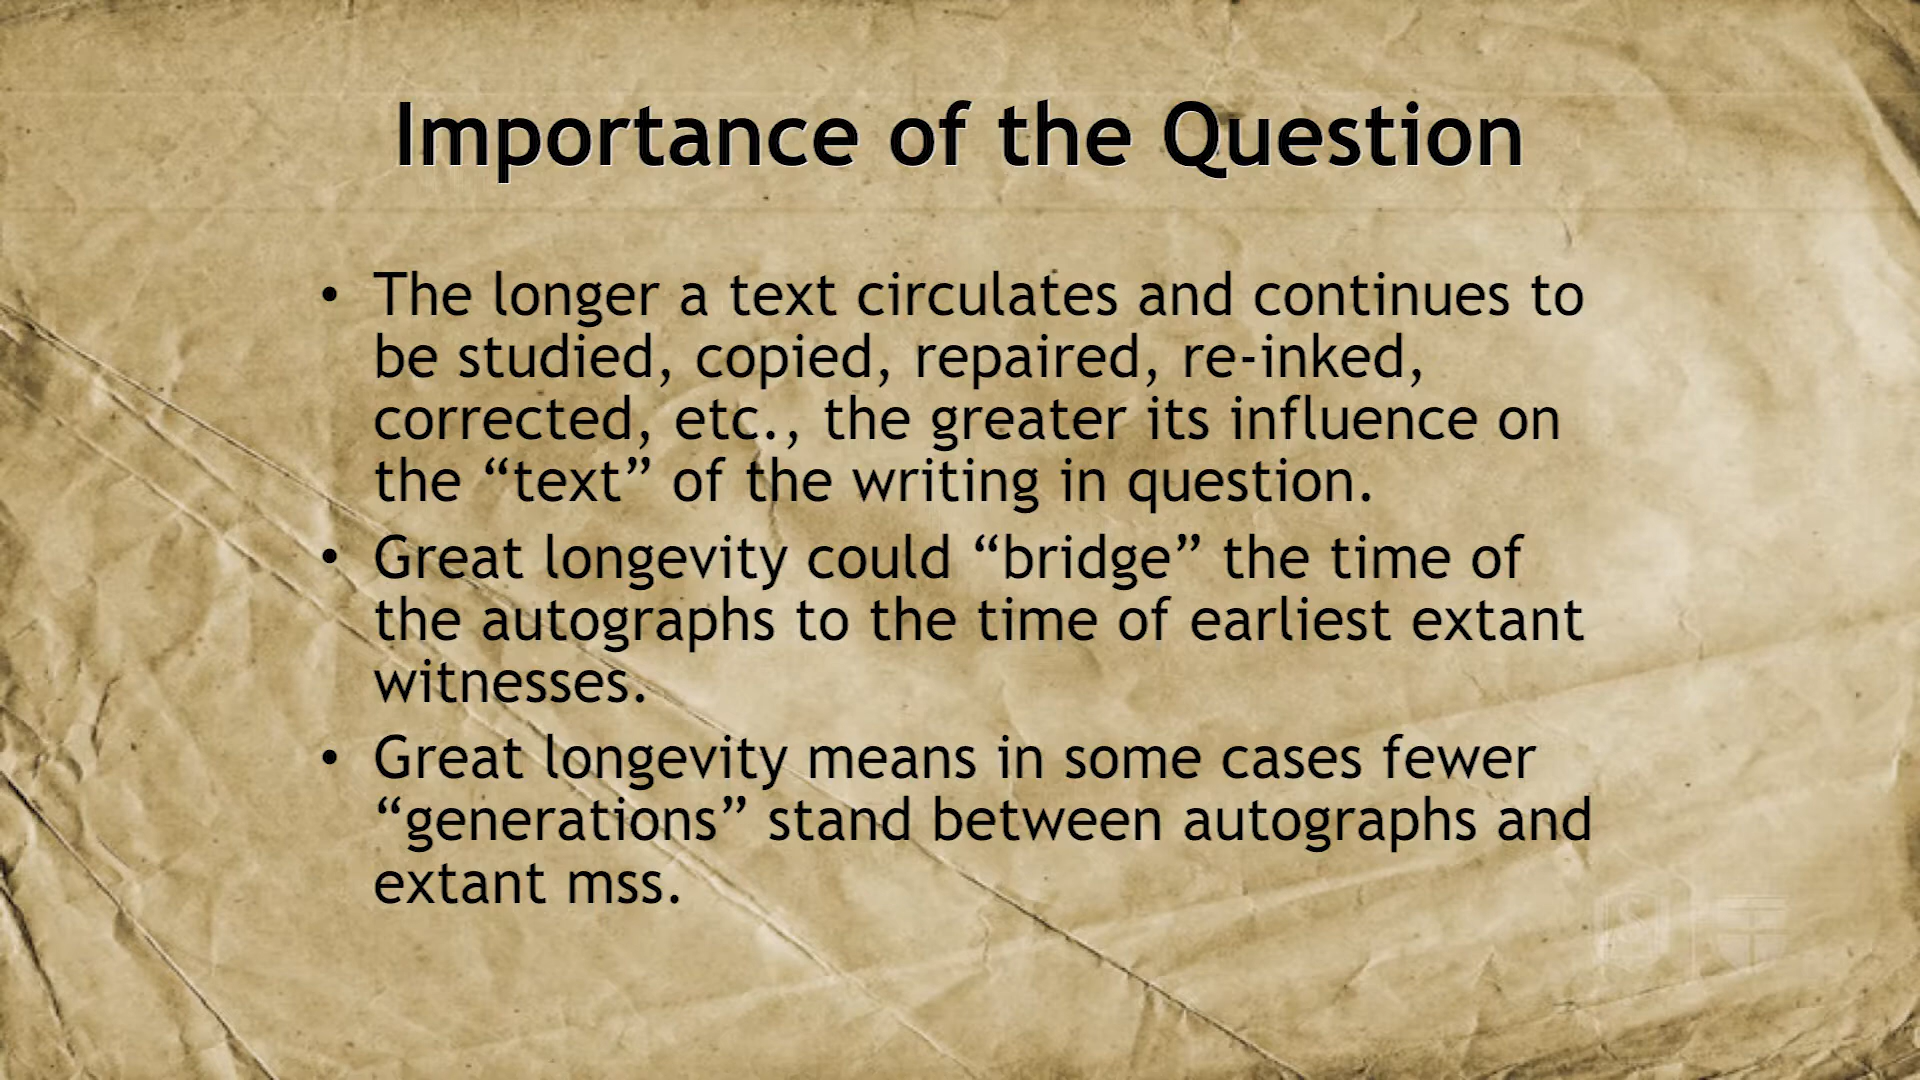 Importance of the Question
• The longer a text circulates and continues to
be studied, copied, repaired, re-inked,
corrected, etc., the greater its influence on
the “text” of the writing in question.
• Great longevity could “bridge” the time of
the autographs to the time of earliest extant
witnesses.
• Great longevity means in some cases fewer
“generations” stand between autographs and
extant mss.